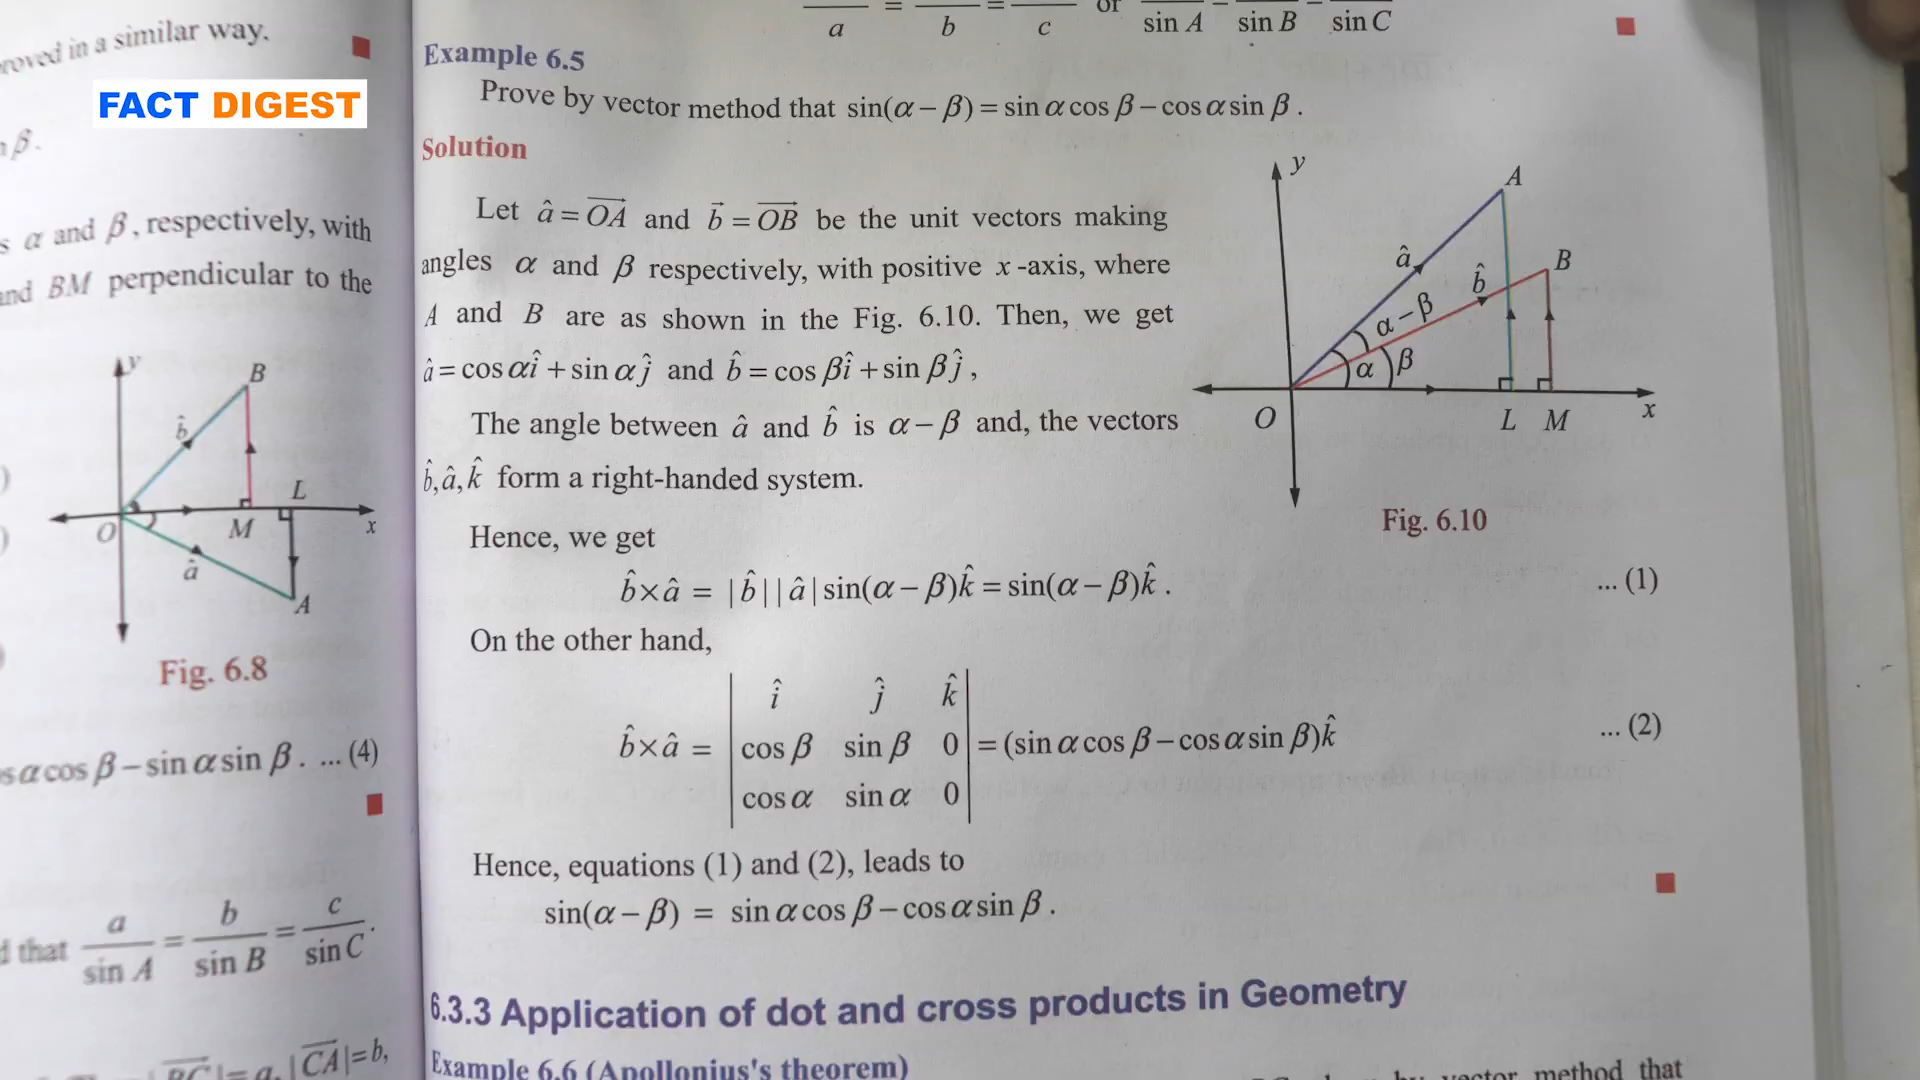 roved in a similar way.
FACT DIGEST
β.
α and β, respectively, with
and BM perpendicular to the
y
B
b̂
L
O
M
x
â
A
Fig. 6.8
α cos β − sin α sin β. ... (4)
that a/sin A = b/sin B = c/sin C.
|CA| = b,
a = b = c or sin A = sin B = sin C
Example 6.5
Prove by vector method that sin(α − β) = sin α cos β − cos α sin β.
Solution
Let â = OA⃗ and b⃗ = OB⃗ be the unit vectors making
angles α and β respectively, with positive x -axis, where
A and B are as shown in the Fig. 6.10. Then, we get
â = cos αî + sin αĵ and b̂ = cos βî + sin βĵ,
The angle between â and b̂ is α − β and, the vectors
b̂, â, k̂ form a right-handed system.
y
A
â
b̂
B
α − β
α
β
O
L M
x
Fig. 6.10
Hence, we get
b̂×â = |b̂||â| sin(α − β)k̂ = sin(α − β)k̂. ... (1)
On the other hand,
î ĵ k̂
b̂×â = cos β sin β 0 = (sin α cos β − cos α sin β)k̂ ... (2)
cos α sin α 0
Hence, equations (1) and (2), leads to
sin(α − β) = sin α cos β − cos α sin β.
6.3.3 Application of dot and cross products in Geometry
Example 6.6 (Apollonius's theorem)
by vector method that